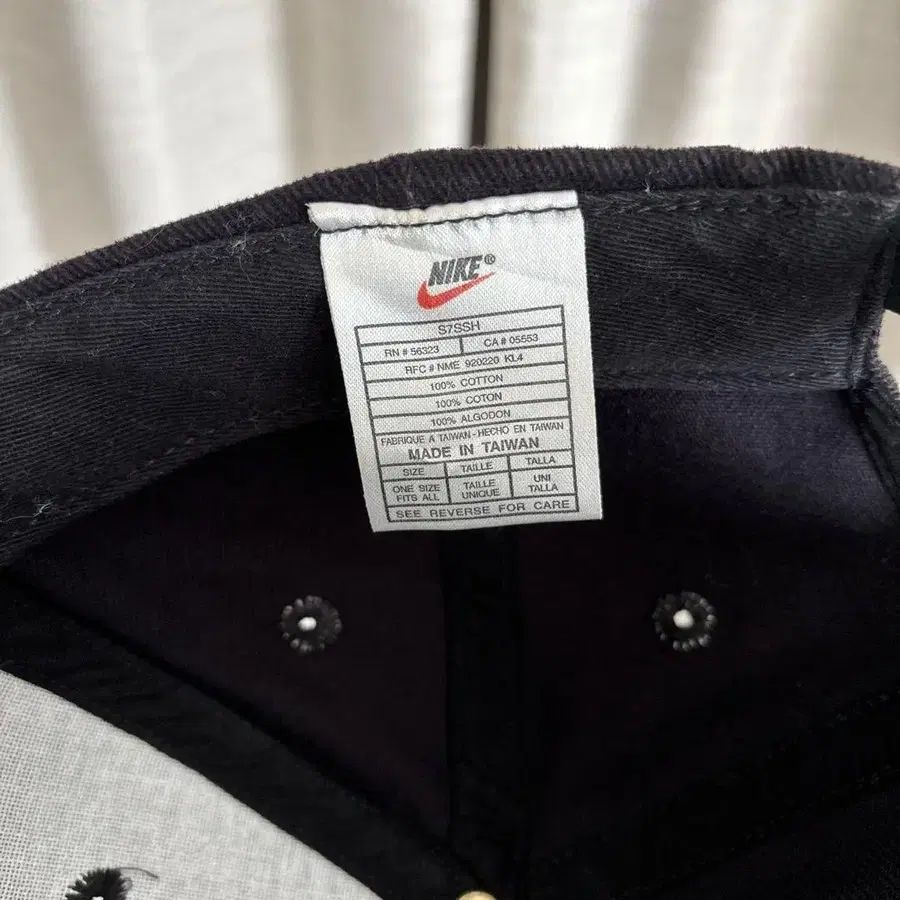 NIKE®
S7SSH
RN # 56323 CA # 05553
RFC # NME 920220 KL4
100% COTTON
100% COTON
100% ALGODON
FABRIQUE A TAIWAN - HECHO EN TAIWAN
MADE IN TAIWAN
SIZE TAILLE TALLA
ONE SIZE FITS ALL TAILLE UNIQUE UNI TALLA
SEE REVERSE FOR CARE